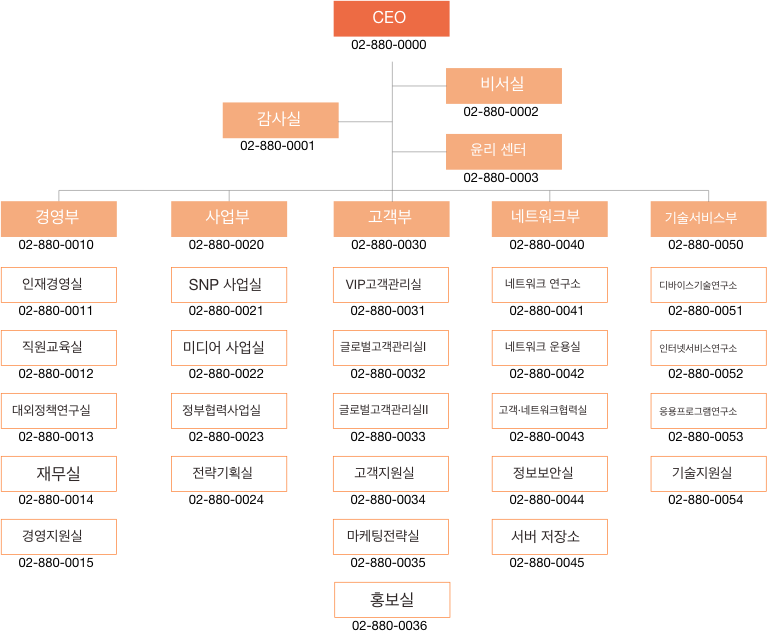 CEO
02-880-0000
비서실
02-880-0002
감사실
02-880-0001
윤리 센터
02-880-0003
경영부
02-880-0010
사업부
02-880-0020
고객부
02-880-0030
네트워크부
02-880-0040
기술서비스부
02-880-0050
인재경영실
02-880-0011
SNP 사업실
02-880-0021
VIP고객관리실
02-880-0031
네트워크 연구소
02-880-0041
디바이스기술연구소
02-880-0051
직원교육실
02-880-0012
미디어 사업실
02-880-0022
글로벌고객관리실I
02-880-0032
네트워크 운용실
02-880-0042
인터넷서비스연구소
02-880-0052
대외정책연구실
02-880-0013
정부협력사업실
02-880-0023
글로벌고객관리실II
02-880-0033
고객·네트워크협력실
02-880-0043
응용프로그램연구소
02-880-0053
재무실
02-880-0014
전략기획실
02-880-0024
고객지원실
02-880-0034
정보보안실
02-880-0044
기술지원실
02-880-0054
경영지원실
02-880-0015
마케팅전략실
02-880-0035
서버 저장소
02-880-0045
홍보실
02-880-0036